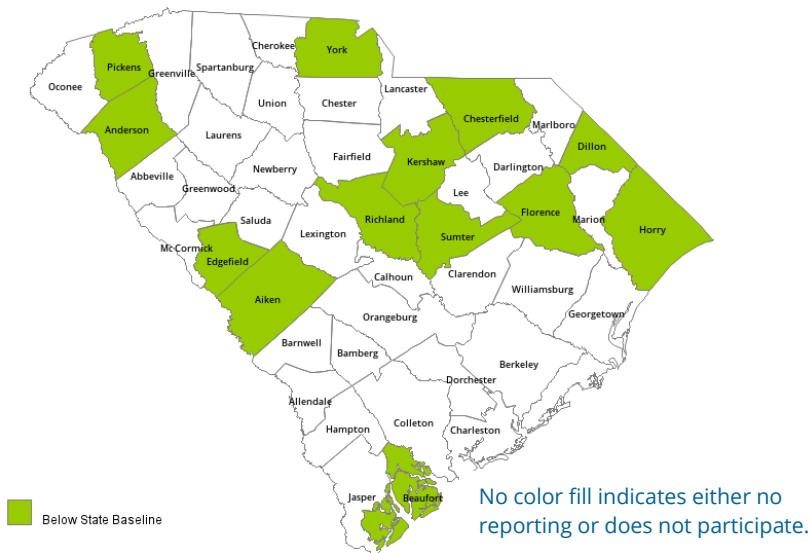 York
Cherokee
Pickens
Spartanburg
Greenville
Oconee
Lancaster
Union
Chester
Chesterfield
Marlboro
Anderson
Laurens
Dillon
Fairfield
Kershaw
Darlington
Newberry
Abbeville
Greenwood
Lee
Florence
Marion
Saluda
Richland
Horry
Lexington
Sumter
Mc Cormick
Edgefield
Calhoun
Clarendon
Williamsburg
Aiken
Georgetown
Orangeburg
Barnwell
Bamberg
Berkeley
Dorchester
Allendale
Colleton
Hampton
Charleston
Jasper
Beaufort
No color fill indicates either no
reporting or does not participate.
Below State Baseline